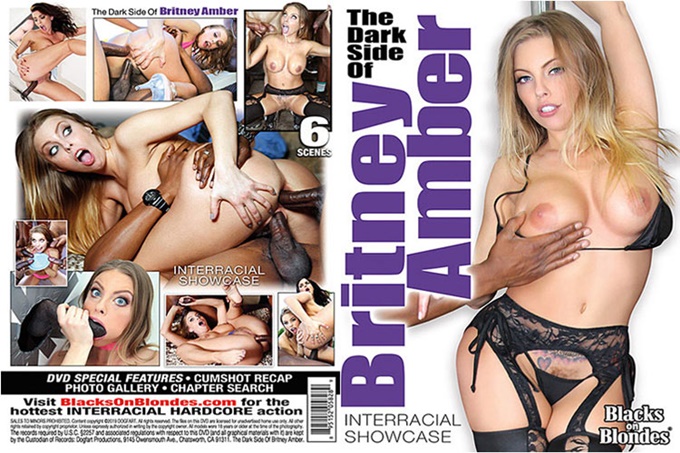 The Dark Side Of Britney Amber
6
SCENES
INTERRACIAL
SHOWCASE
DVD SPECIAL FEATURES • CUMSHOT RECAP
PHOTO GALLERY • CHAPTER SEARCH
Visit BlacksOnBlondes.com for the
hottest INTERRACIAL HARDCORE action
The
Dark
Side
Of
Britney
Amber
INTERRACIAL
SHOWCASE
Blacks
on
Blondes